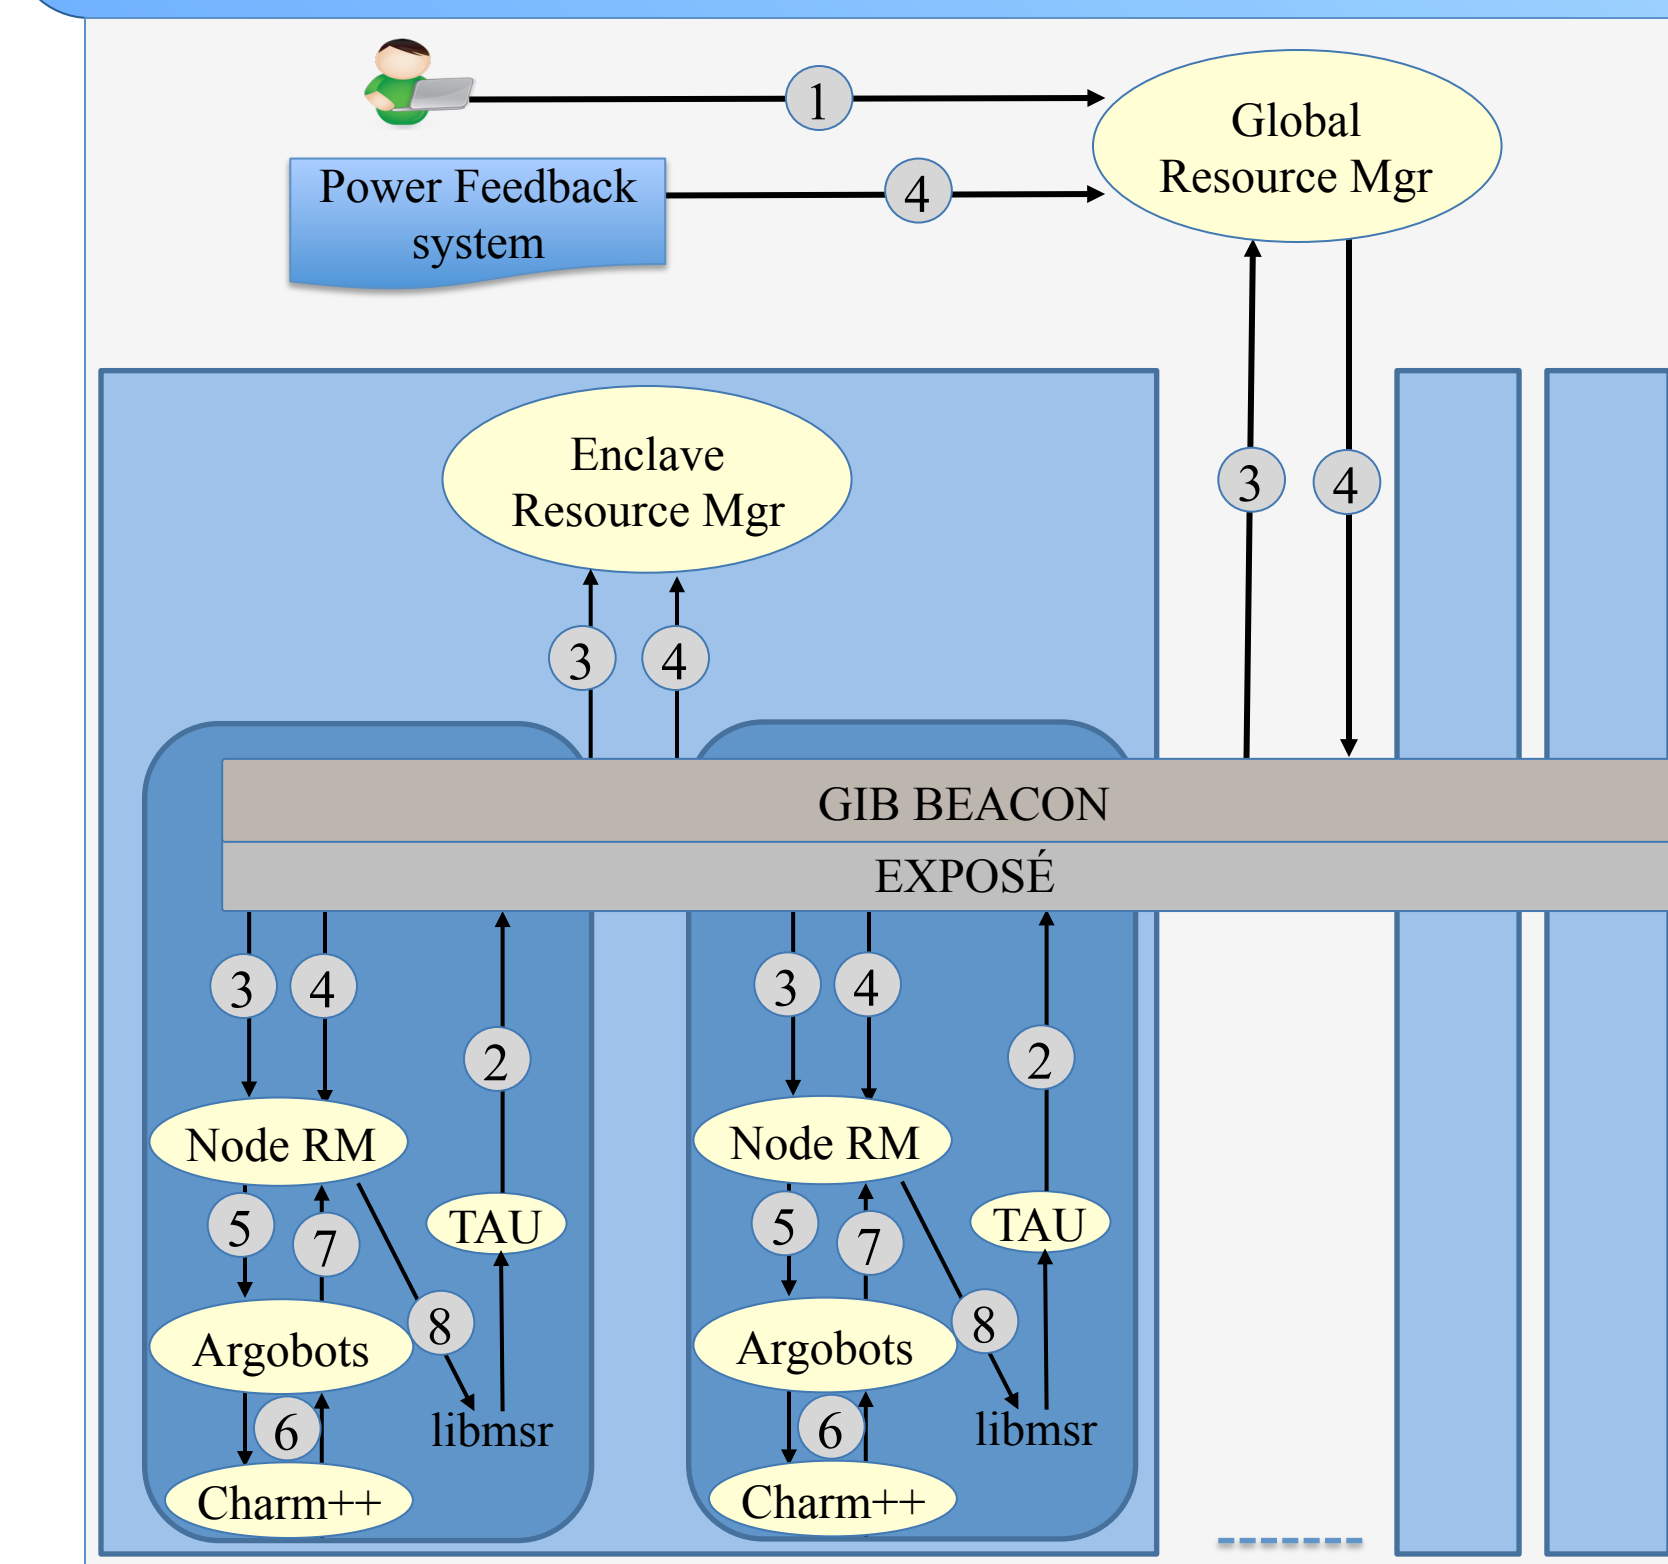 1
Global
Resource Mgr
Power Feedback
system
4
Enclave
Resource Mgr
3
4
3
4
GIB BEACON
EXPOSÉ
3
4
2
Node RM
5
7
TAU
8
Argobots
6
libmsr
Charm++
3
4
2
Node RM
5
7
TAU
8
Argobots
6
libmsr
Charm++